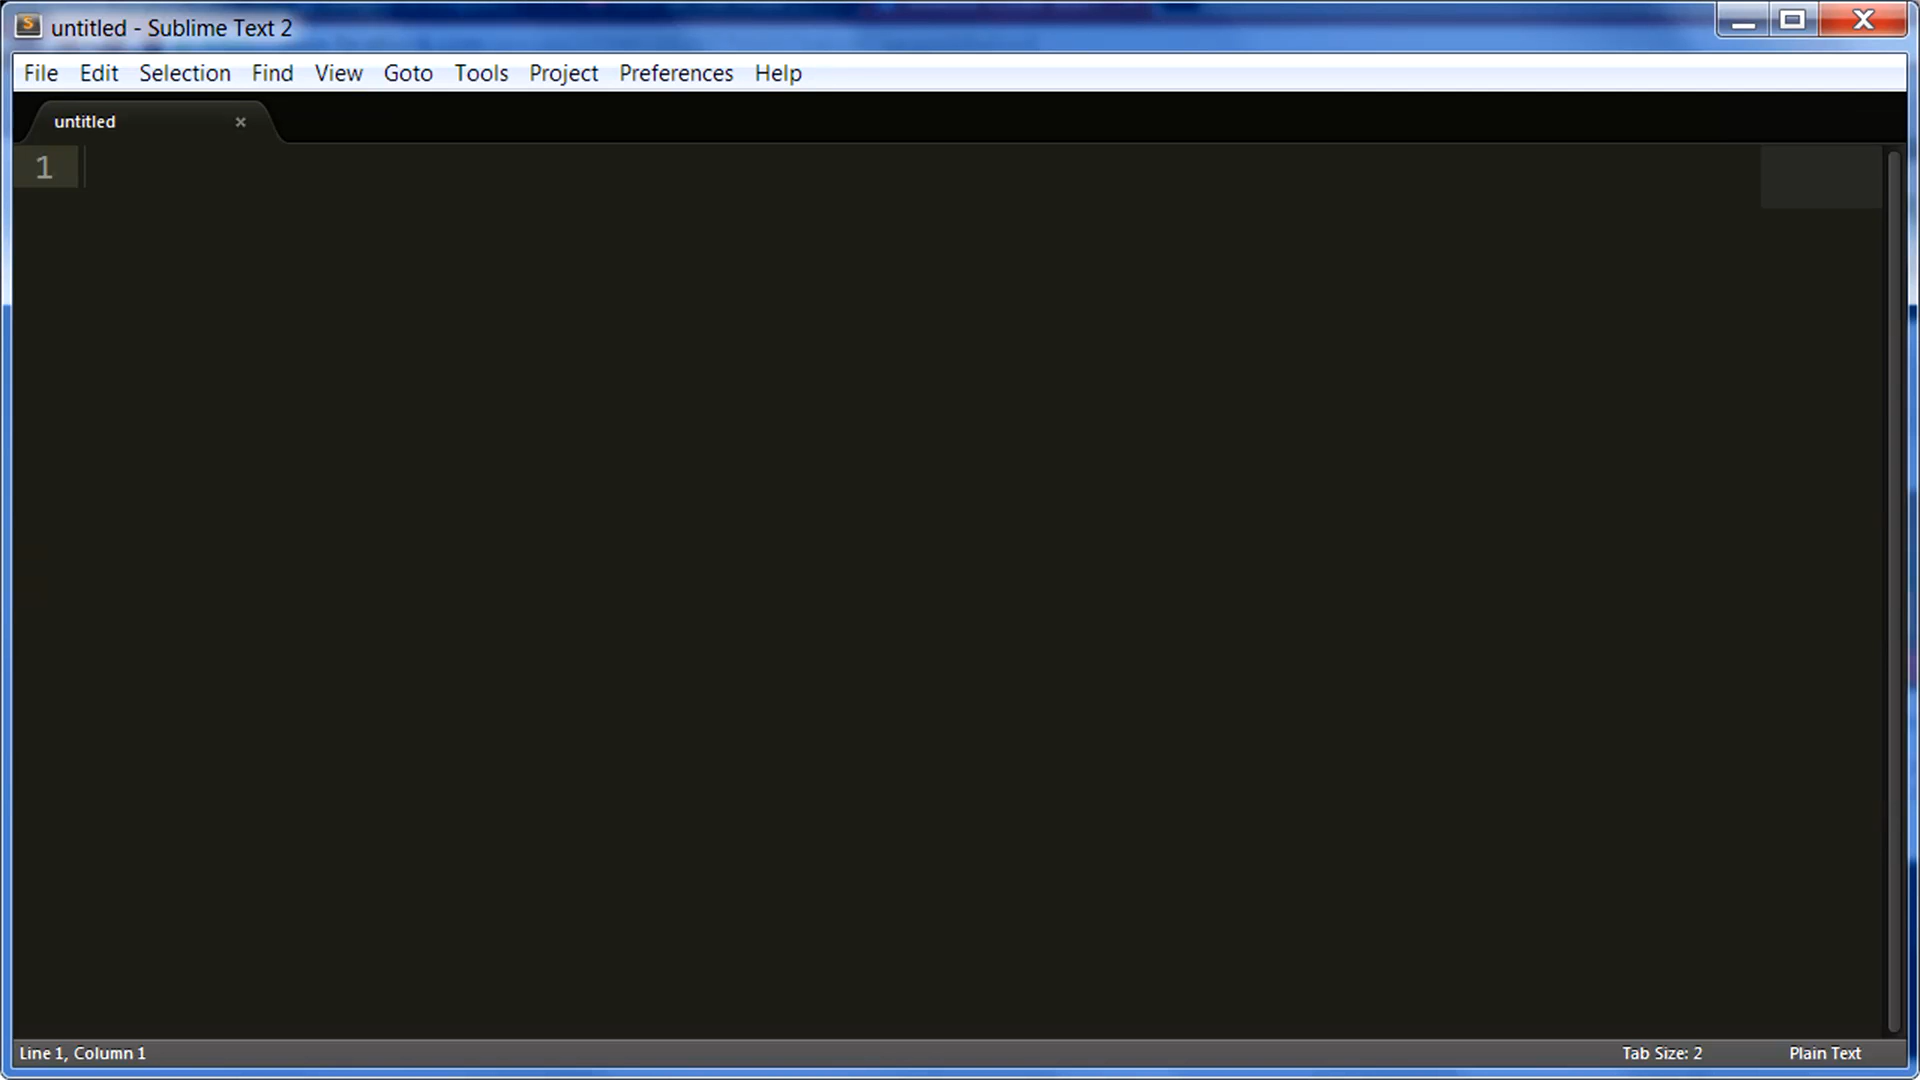 untitled - Sublime Text 2
File Edit Selection Find View Goto Tools Project Preferences Help
untitled
1
Line 1, Column 1 Tab Size: 2 Plain Text